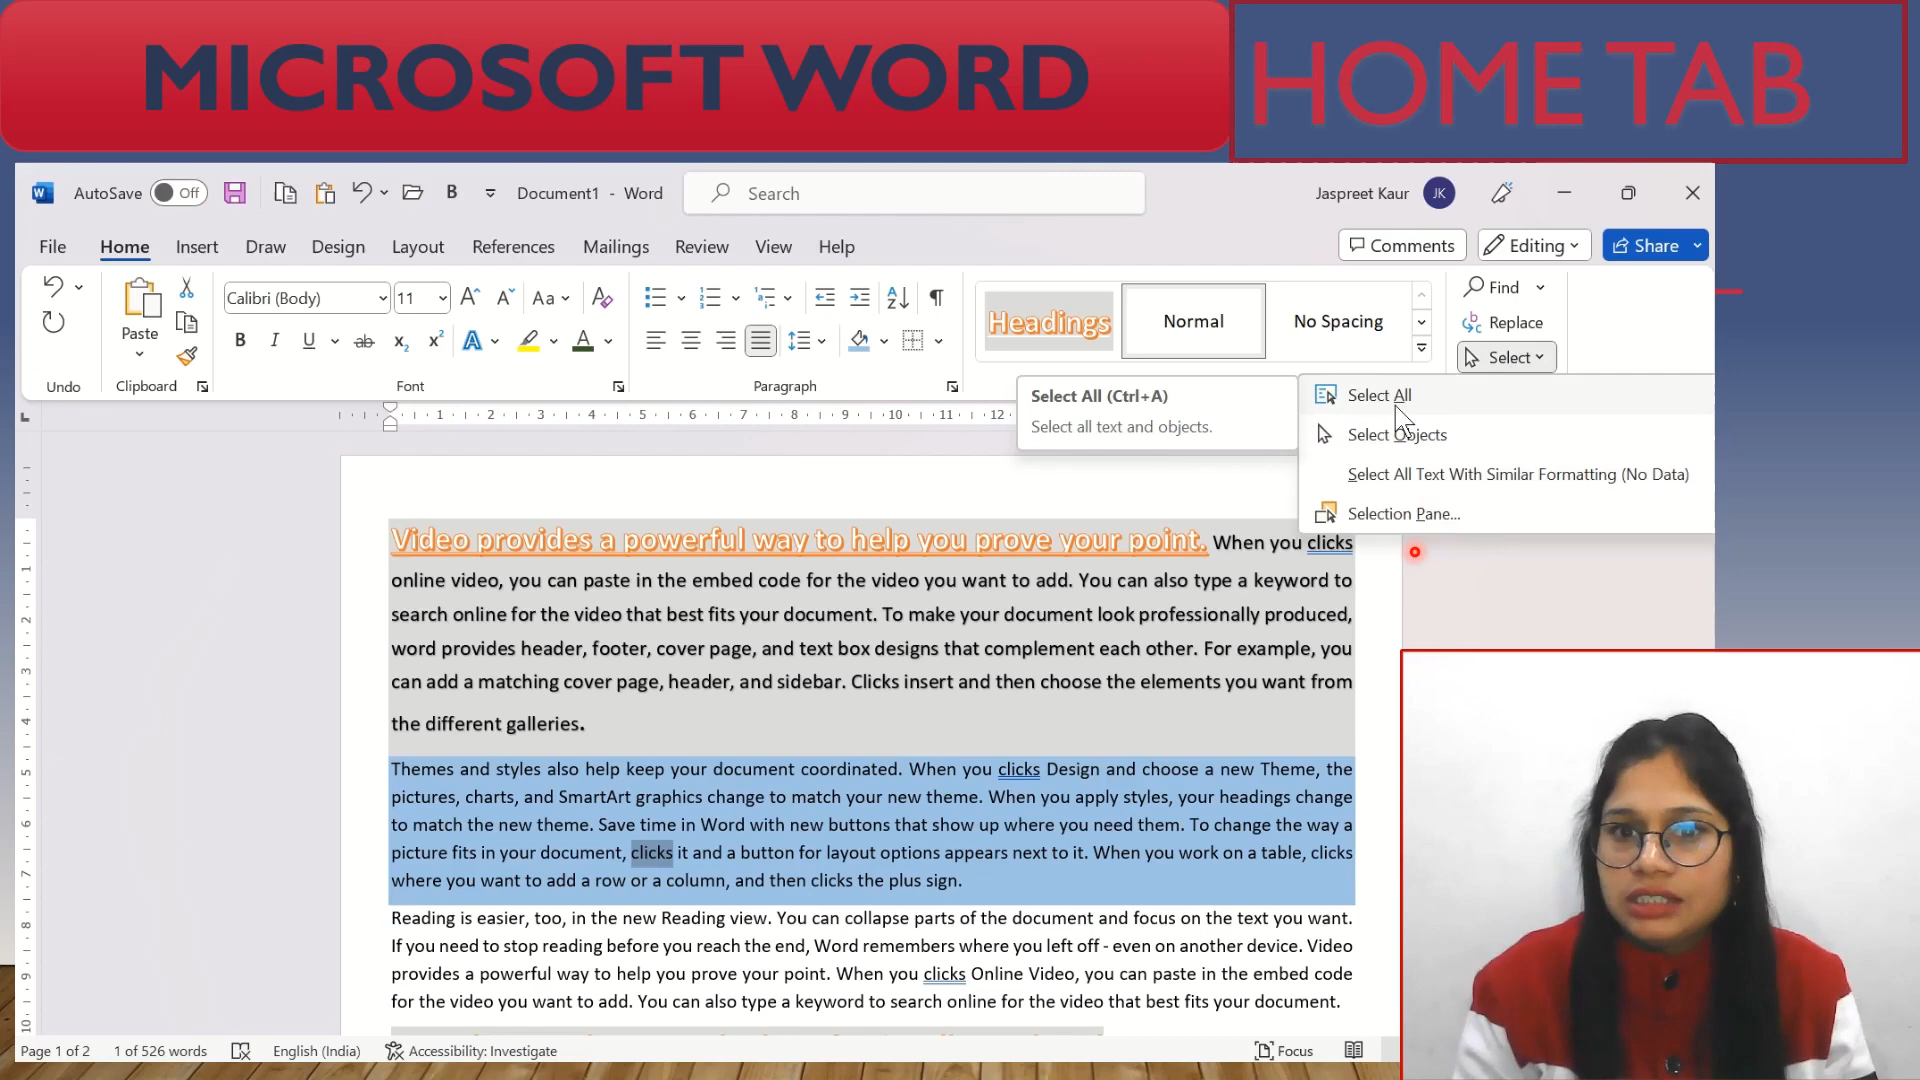 MICROSOFT WORD
HOME TAB
AutoSave Off
Document1 - Word
Search
Jaspreet Kaur JK
File Home Insert Draw Design Layout References Mailings Review View Help
Comments Editing Share
Calibri (Body) 11
Paste
Headings
Normal
No Spacing
Find
Replace
Select
Undo Clipboard Font Paragraph
Select All (Ctrl+A)
Select all text and objects.
Select All
Select Objects
Select All Text With Similar Formatting (No Data)
Selection Pane...
1 2 3 4 5 6 7 8 9 10 11 12
Video provides a powerful way to help you prove your point. When you clicks
online video, you can paste in the embed code for the video you want to add. You can also type a keyword to
search online for the video that best fits your document. To make your document look professionally produced,
word provides header, footer, cover page, and text box designs that complement each other. For example, you
can add a matching cover page, header, and sidebar. Clicks insert and then choose the elements you want from
the different galleries.
Themes and styles also help keep your document coordinated. When you clicks Design and choose a new Theme, the
pictures, charts, and SmartArt graphics change to match your new theme. When you apply styles, your headings change
to match the new theme. Save time in Word with new buttons that show up where you need them. To change the way a
picture fits in your document, clicks it and a button for layout options appears next to it. When you work on a table, clicks
where you want to add a row or a column, and then clicks the plus sign.
Reading is easier, too, in the new Reading view. You can collapse parts of the document and focus on the text you want.
If you need to stop reading before you reach the end, Word remembers where you left off - even on another device. Video
provides a powerful way to help you prove your point. When you clicks Online Video, you can paste in the embed code
for the video you want to add. You can also type a keyword to search online for the video that best fits your document.
Page 1 of 2 1 of 526 words English (India) Accessibility: Investigate
Focus